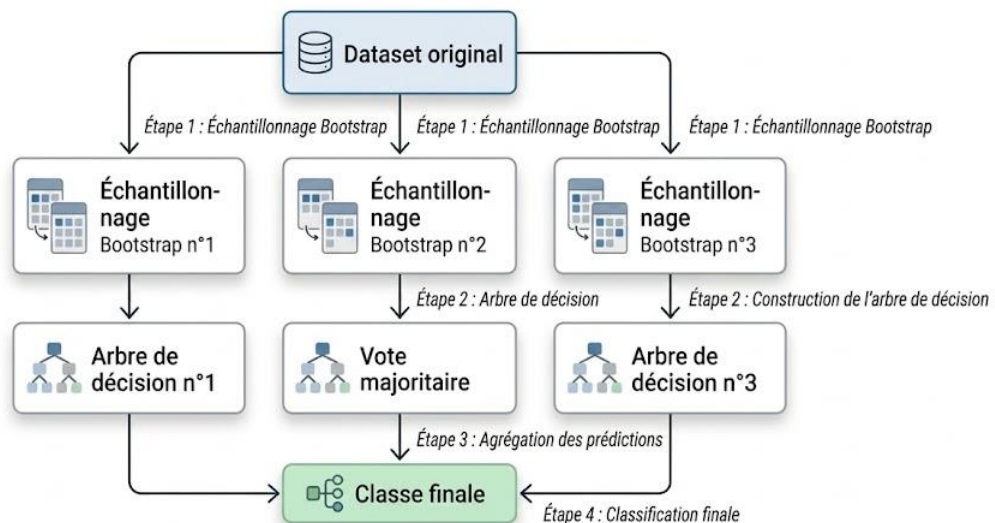 Dataset original
Étape 1 : Échantillonnage Bootstrap
Étape 1 : Échantillonnage Bootstrap
Étape 1 : Échantillonnage Bootstrap
Échantillon-
nage
Bootstrap n°1
Échantillon-
nage
Bootstrap n°2
Échantillon-
nage
Bootstrap n°3
Étape 2 : Arbre de décision
Étape 2 : Construction de l'arbre de décision
Arbre de
décision n°1
Vote
majoritaire
Arbre de
décision n°3
Étape 3 : Agrégation des prédictions
Classe finale
Étape 4 : Classification finale